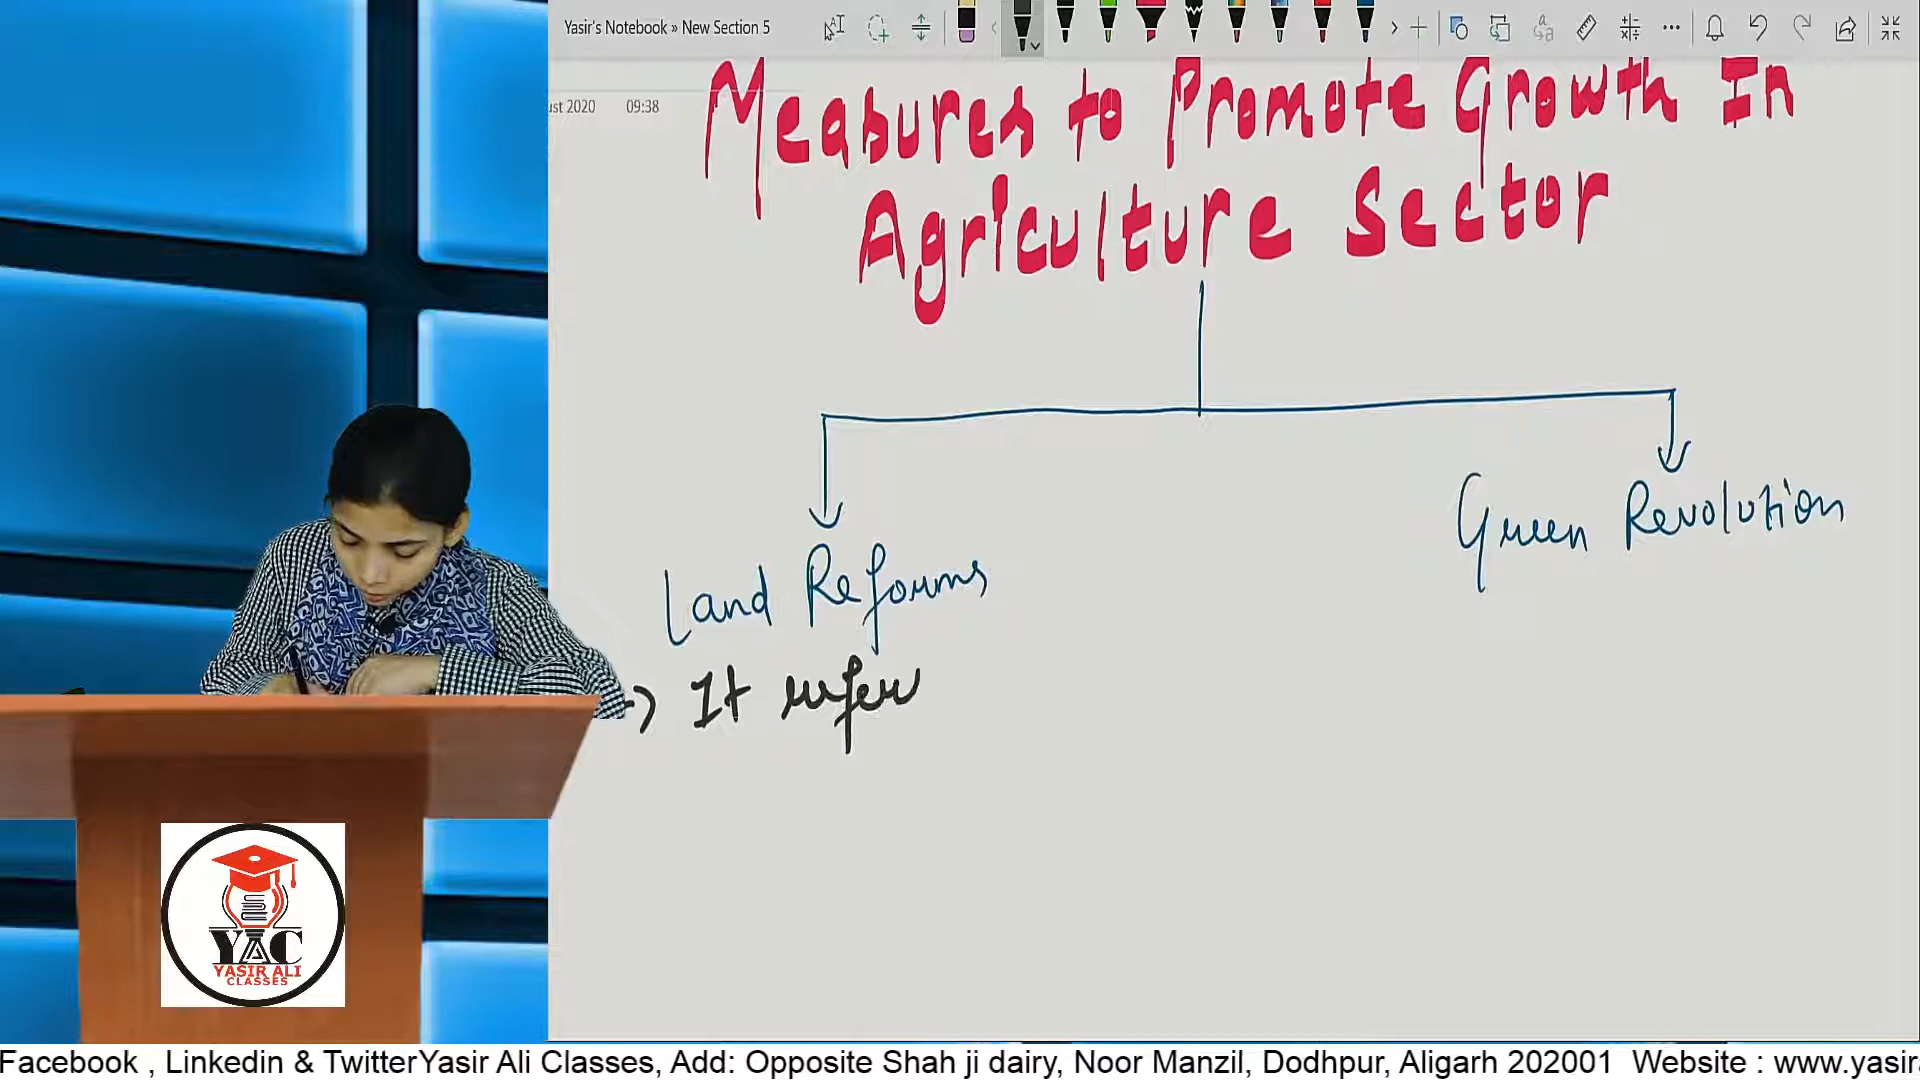 Yasir's Notebook » New Section 5
ust 2020 09:38
Measures to Promote Growth In
Agriculture Sector
Green Revolution
Land Reforms
→ It refer
YAC
YASIR ALI
CLASSES
Facebook , Linkedin & TwitterYasir Ali Classes, Add: Opposite Shah ji dairy, Noor Manzil, Dodhpur, Aligarh 202001 Website : www.yasir